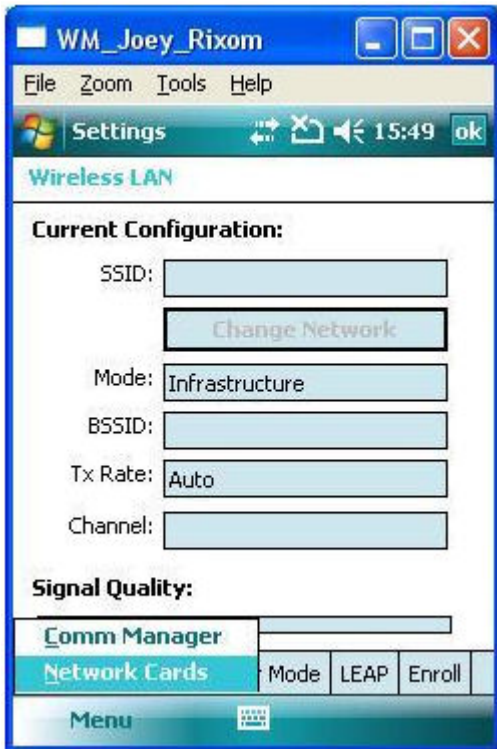 WM_Joey_Rixom
File Zoom Tools Help
Settings 15:49 ok
Wireless LAN
Current Configuration:
SSID:
Change Network
Mode: Infrastructure
BSSID:
Tx Rate: Auto
Channel:
Signal Quality:
Comm Manager
Network Cards
Mode LEAP Enroll
Menu